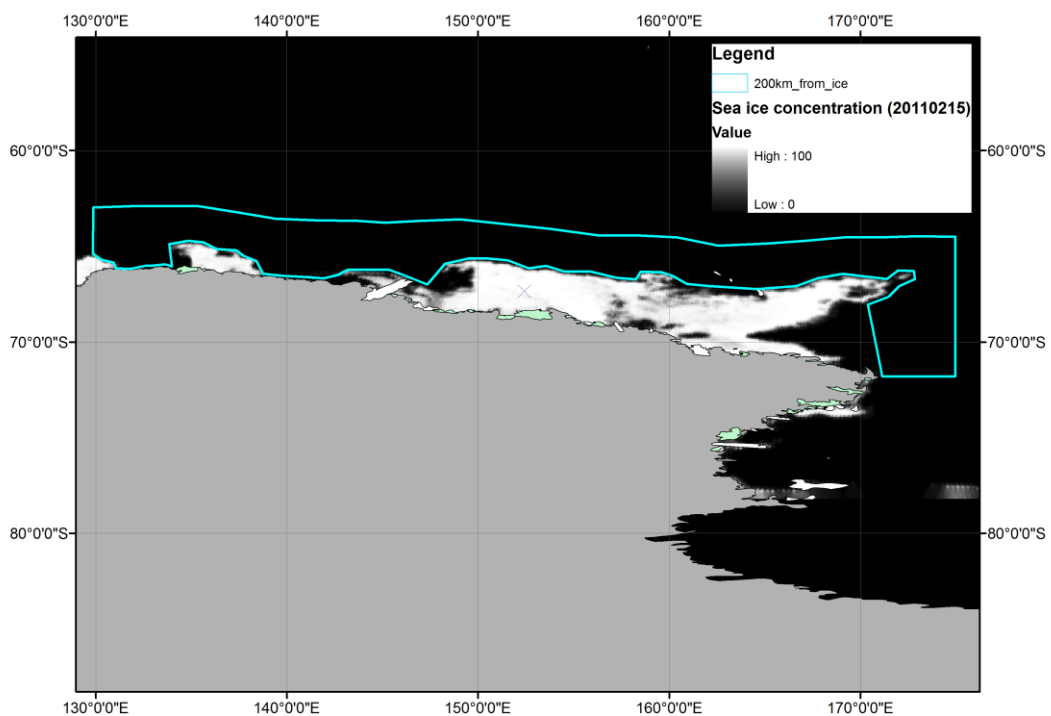 130°0'0"E 140°0'0"E 150°0'0"E 160°0'0"E 170°0'0"E
Legend
200km_from_ice
Sea ice concentration (20110215)
Value
High : 100
Low : 0
60°0'0"S 60°0'0"S
70°0'0"S 70°0'0"S
80°0'0"S 80°0'0"S
130°0'0"E 140°0'0"E 150°0'0"E 160°0'0"E 170°0'0"E